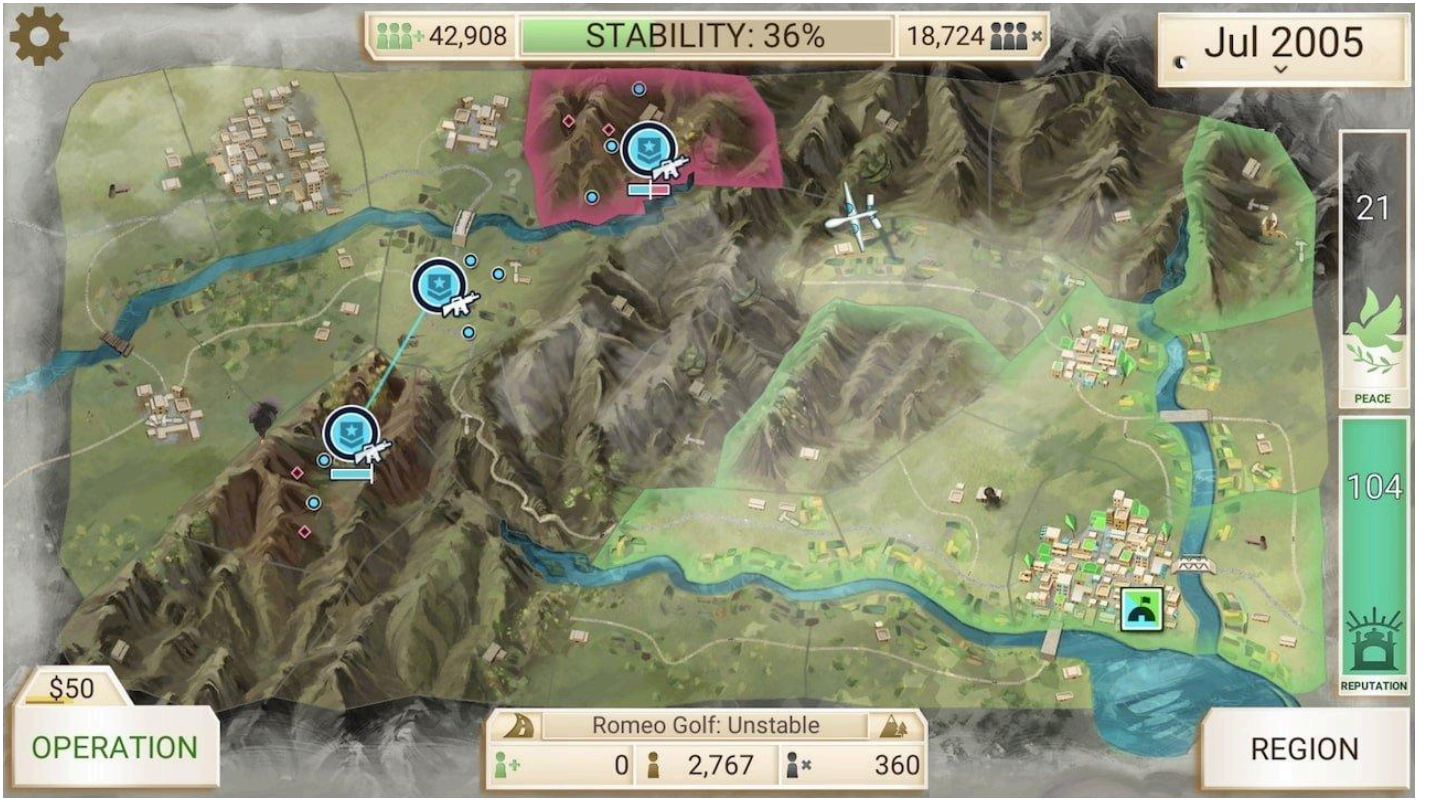 42,908
STABILITY: 36%
18,724
Jul 2005
21
PEACE
104
REPUTATION
?
$50
OPERATION
Romeo Golf: Unstable
0
2,767
360
REGION